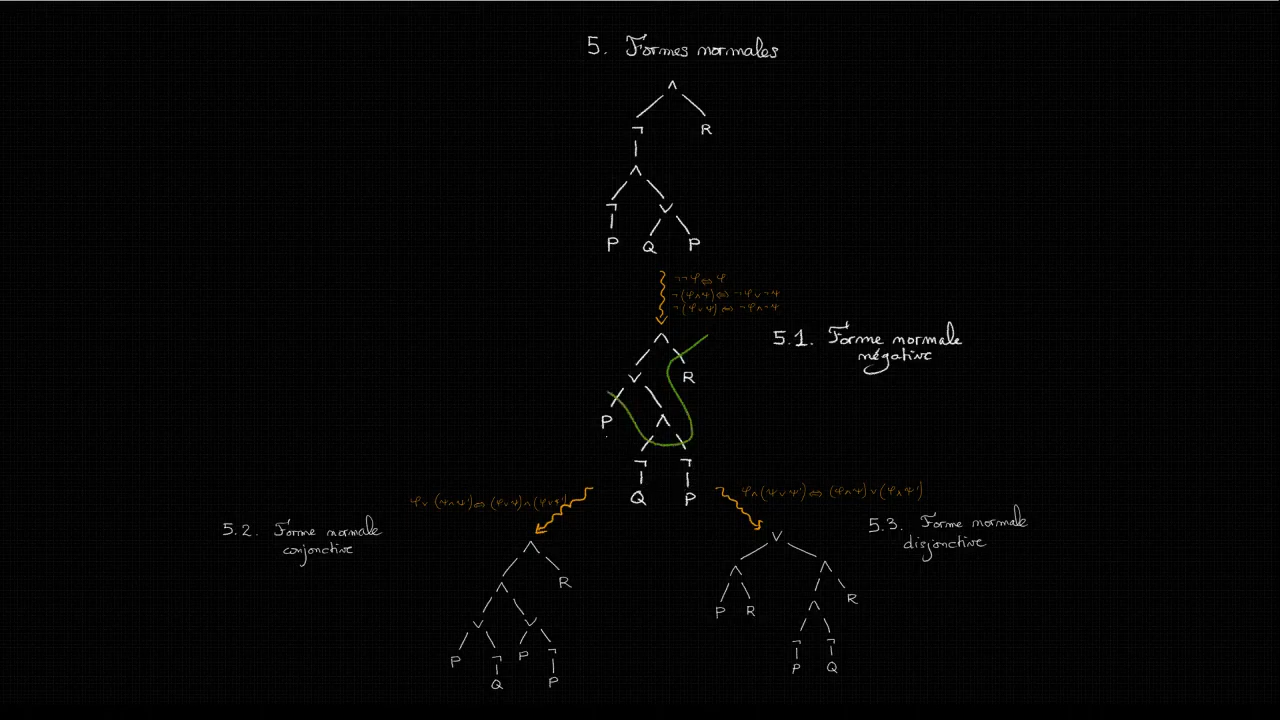 5. Formes normales
∧
¬ R
∧
¬ ∨
P Q P
¬¬φ ⇔ φ
¬(φ∧ψ) ⇔ ¬φ∨¬ψ
¬(φ∨ψ) ⇔ ¬φ∧¬ψ
5.1. Forme normale
négative
∧
∨ R
P ∧
¬ ¬
Q P
φ∨(ψ∧ψ') ⇔ (φ∨ψ)∧(φ∨ψ')
5.2. Forme normale
conjonctive
∧
∧ R
∨ ∨
P ¬ P ¬
Q P
φ∧(ψ∨ψ') ⇔ (φ∧ψ)∨(φ∧ψ')
5.3. Forme normale
disjonctive
∨
∧ ∧
P R ∧ R
¬ ¬
P Q